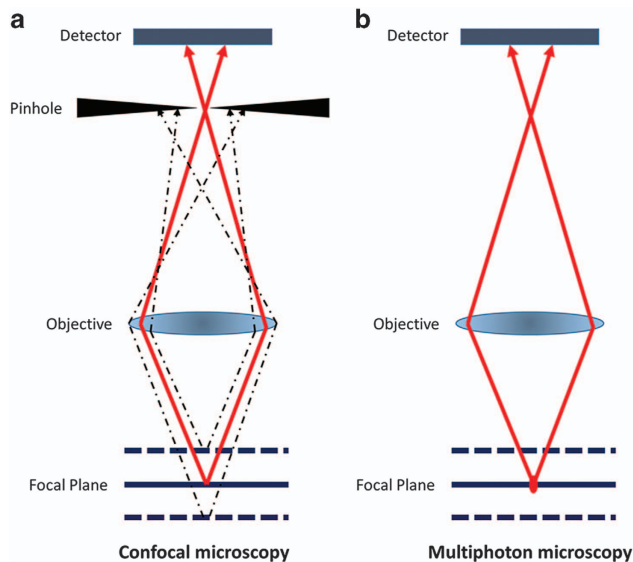 a
Detector
Pinhole
Objective
Focal Plane
Confocal microscopy
b
Detector
Objective
Focal Plane
Multiphoton microscopy